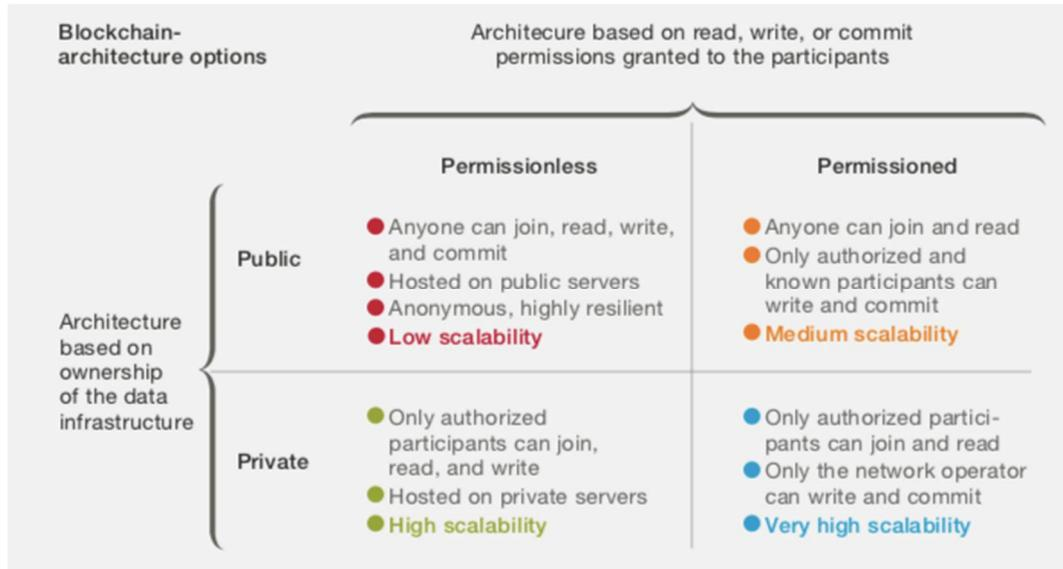 Blockchain-
architecture options
Architecure based on read, write, or commit
permissions granted to the participants
Permissionless
Permissioned
Public
Anyone can join, read, write,
and commit
Hosted on public servers
Anonymous, highly resilient
Low scalability
Anyone can join and read
Only authorized and
known participants can
write and commit
Medium scalability
Architecture
based on
ownership
of the data
infrastructure
Private
Only authorized
participants can join,
read, and write
Hosted on private servers
High scalability
Only authorized partici-
pants can join and read
Only the network operator
can write and commit
Very high scalability